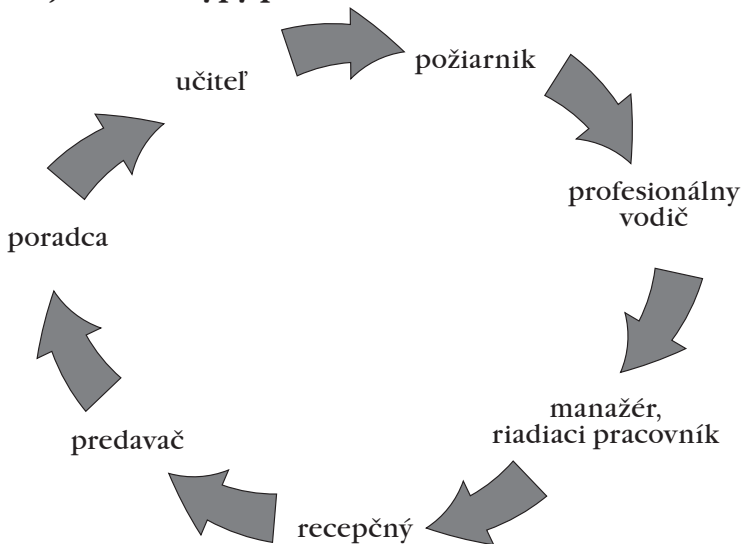 požiarnik
učiteľ
profesionálny
vodič
poradca
manažér,
riadiaci pracovník
predavač
recepčný